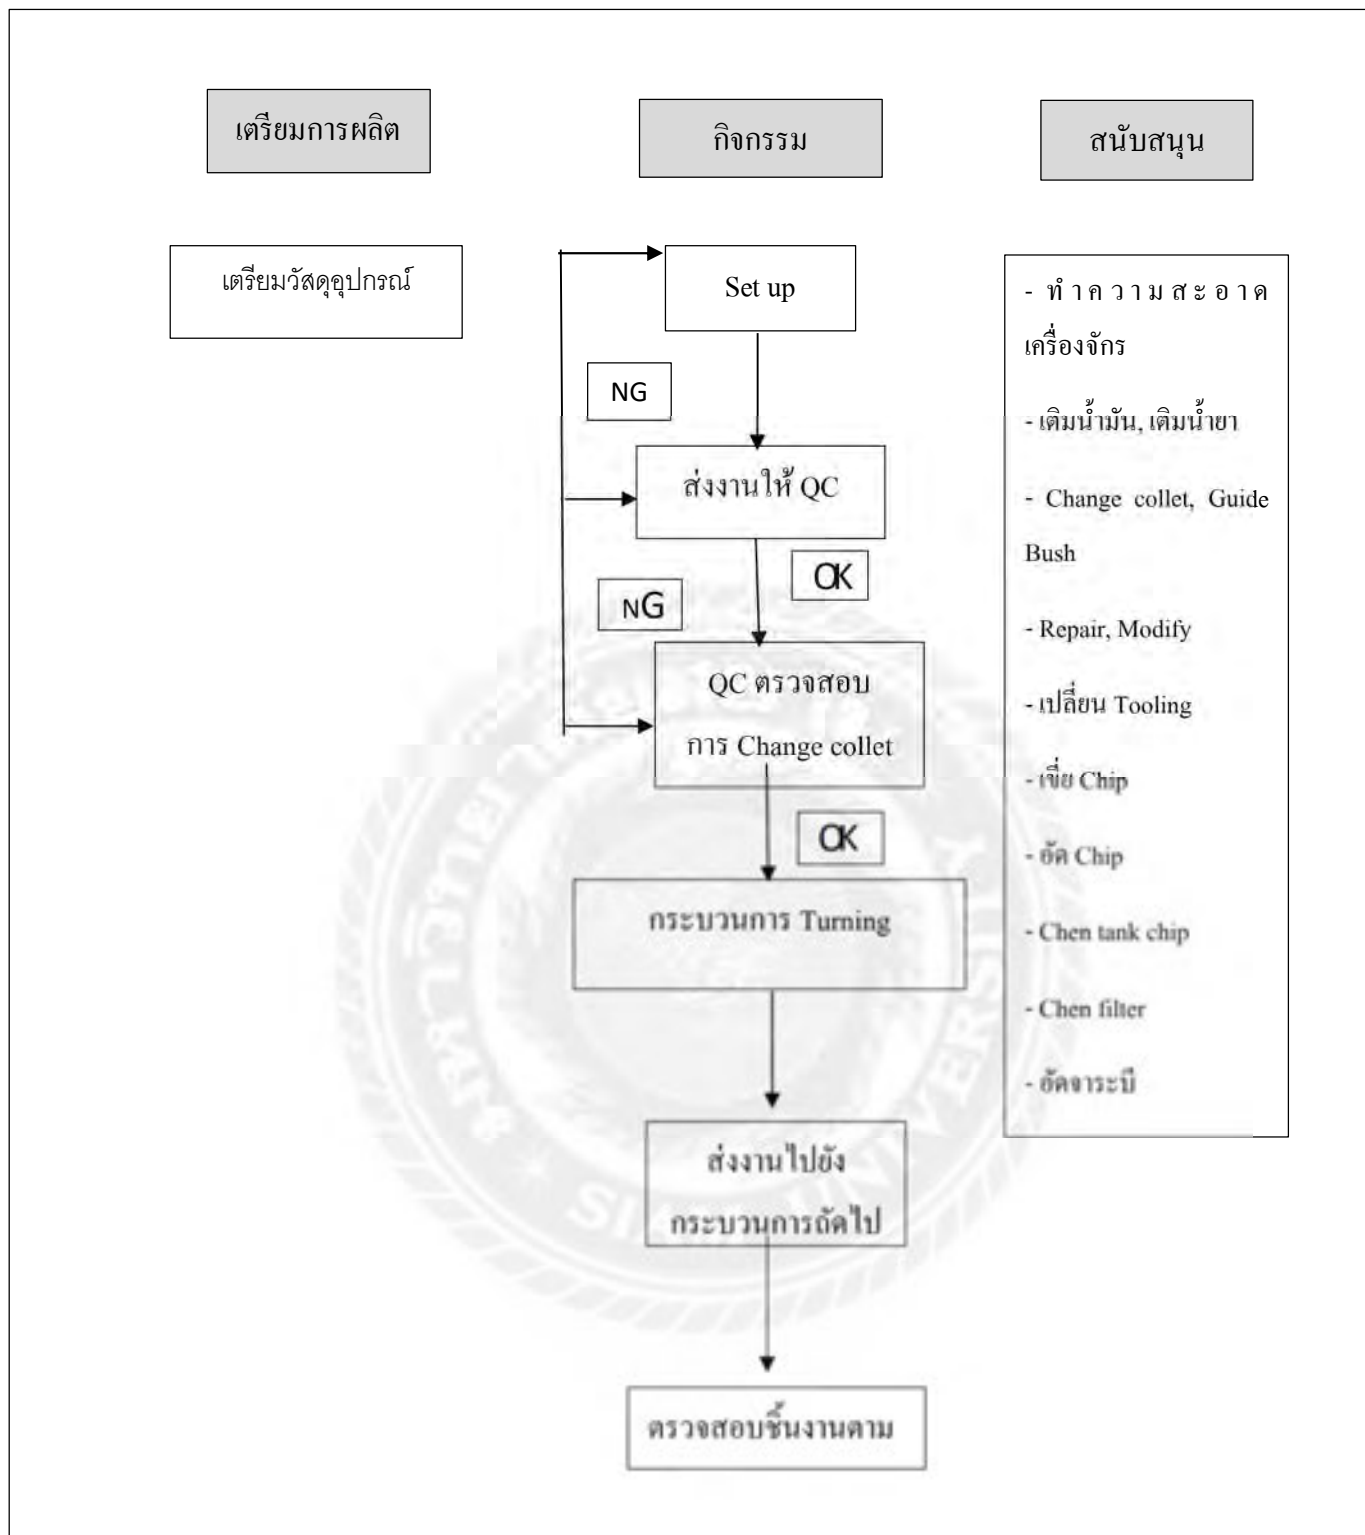 เตรียมการผลิต
กิจกรรม
สนับสนุน
เตรียมวัสดุอุปกรณ์
Set up
NG
ส่งงานให้ QC
OK
NG
QC ตรวจสอบ
การ Change collet
OK
กระบวนการ Turning
ส่งงานไปยัง
กระบวนการถัดไป
ตรวจสอบชิ้นงานตาม
- ทำความสะอาด
เครื่องจักร
- เติมน้ำมัน, เติมน้ำยา
- Change collet, Guide
Bush
- Repair, Modify
- เปลี่ยน Tooling
- เขี่ย Chip
- อัด Chip
- Chen tank chip
- Chen filter
- อัดจาระบี
UNIVERSITY